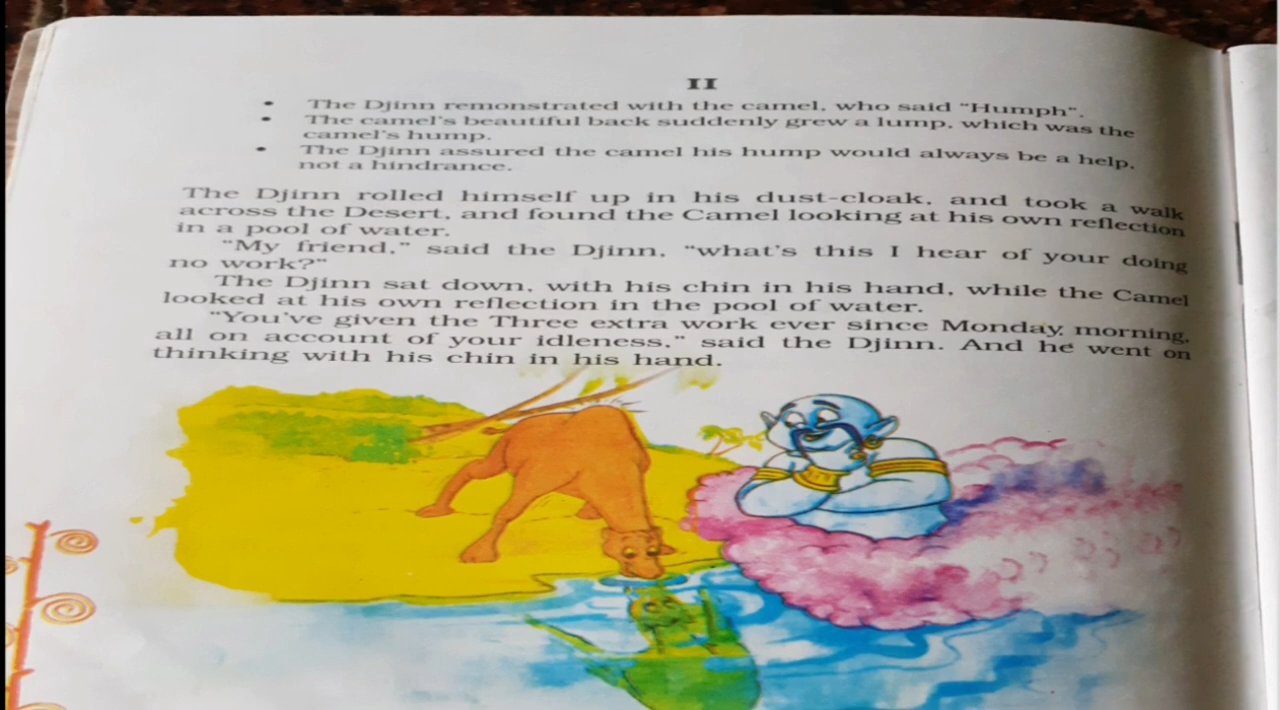 II
• The Djinn remonstrated with the camel, who said "Humph".
• The camel's beautiful back suddenly grew a lump, which was the
camel's hump.
• The Djinn assured the camel his hump would always be a help,
not a hindrance.
The Djinn rolled himself up in his dust-cloak, and took a walk
across the Desert, and found the Camel looking at his own reflection
in a pool of water.
"My friend," said the Djinn, "what's this I hear of your doing
no work?"
The Djinn sat down, with his chin in his hand, while the Camel
looked at his own reflection in the pool of water.
"You've given the Three extra work ever since Monday morning,
all on account of your idleness," said the Djinn. And he went on
thinking with his chin in his hand.